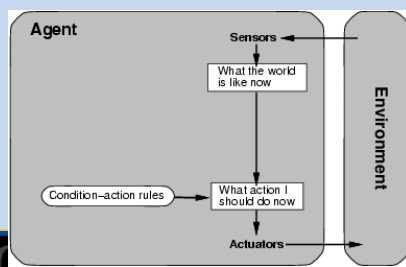 Agent
Sensors
What the world
is like now
Environment
Condition–action rules
What action I
should do now
Actuators